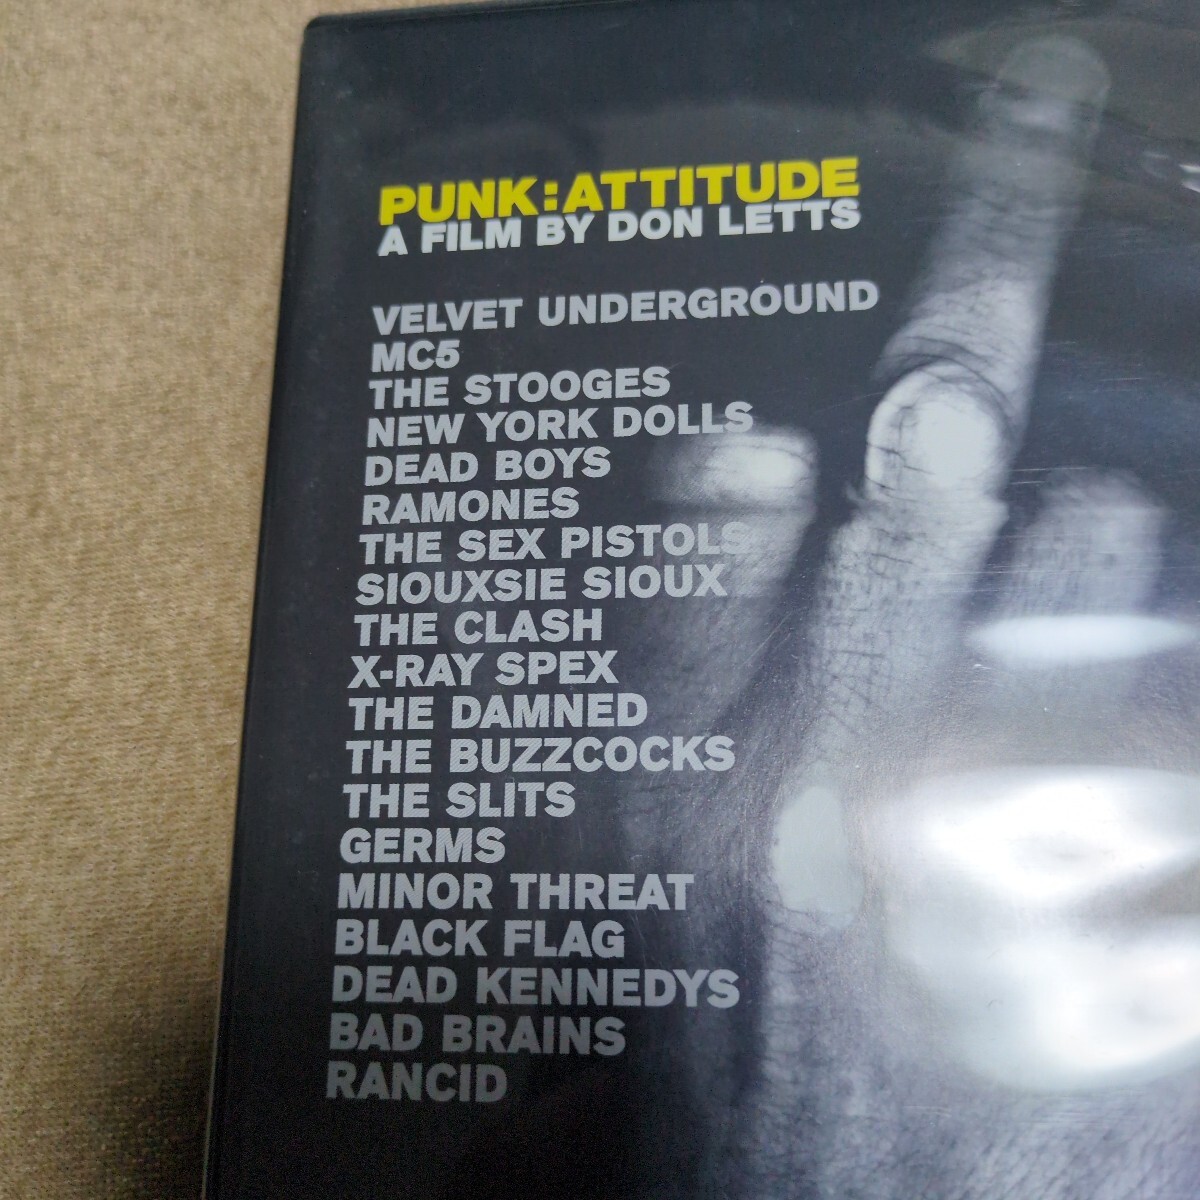 PUNK:ATTITUDE
A FILM BY DON LETTS
VELVET UNDERGROUND
MC5
THE STOOGES
NEW YORK DOLLS
DEAD BOYS
RAMONES
THE SEX PISTOLS
SIOUXSIE SIOUX
THE CLASH
X-RAY SPEX
THE DAMNED
THE BUZZCOCKS
THE SLITS
GERMS
MINOR THREAT
BLACK FLAG
DEAD KENNEDYS
BAD BRAINS
RANCID